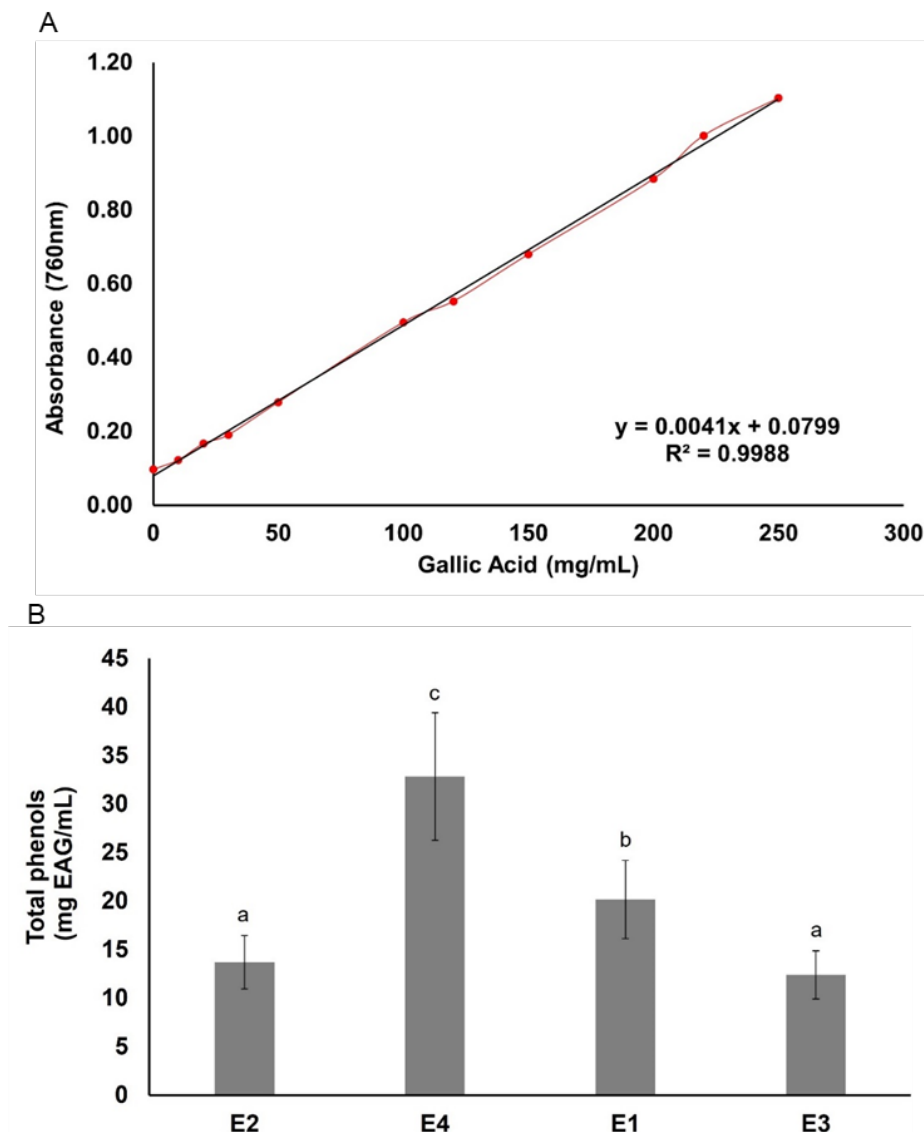 A
1.20
1.00
0.80
0.60
0.40
0.20
0.00
Absorbance (760nm)
y = 0.0041x + 0.0799
R² = 0.9988
0 50 100 150 200 250 300
Gallic Acid (mg/mL)
B
45
40
35
30
25
20
15
10
5
0
Total phenols
(mg EAG/mL)
a c b a
E2 E4 E1 E3